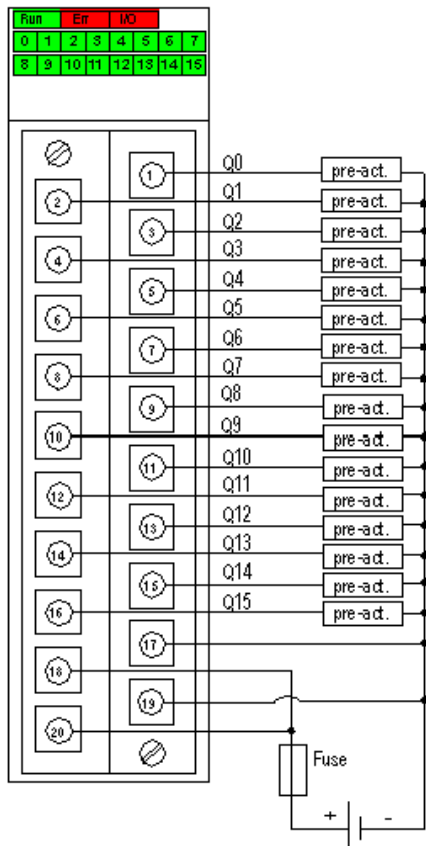 Run Err I/O
0 1 2 3 4 5 6 7
8 9 10 11 12 13 14 15
1 Q0 pre-act.
2 Q1 pre-act.
3 Q2 pre-act.
4 Q3 pre-act.
5 Q4 pre-act.
6 Q5 pre-act.
7 Q6 pre-act.
8 Q7 pre-act.
9 Q8 pre-act.
10 Q9 pre-act.
11 Q10 pre-act.
12 Q11 pre-act.
13 Q12 pre-act.
14 Q13 pre-act.
15 Q14 pre-act.
16 Q15 pre-act.
17
18
19
20
Fuse
+ -